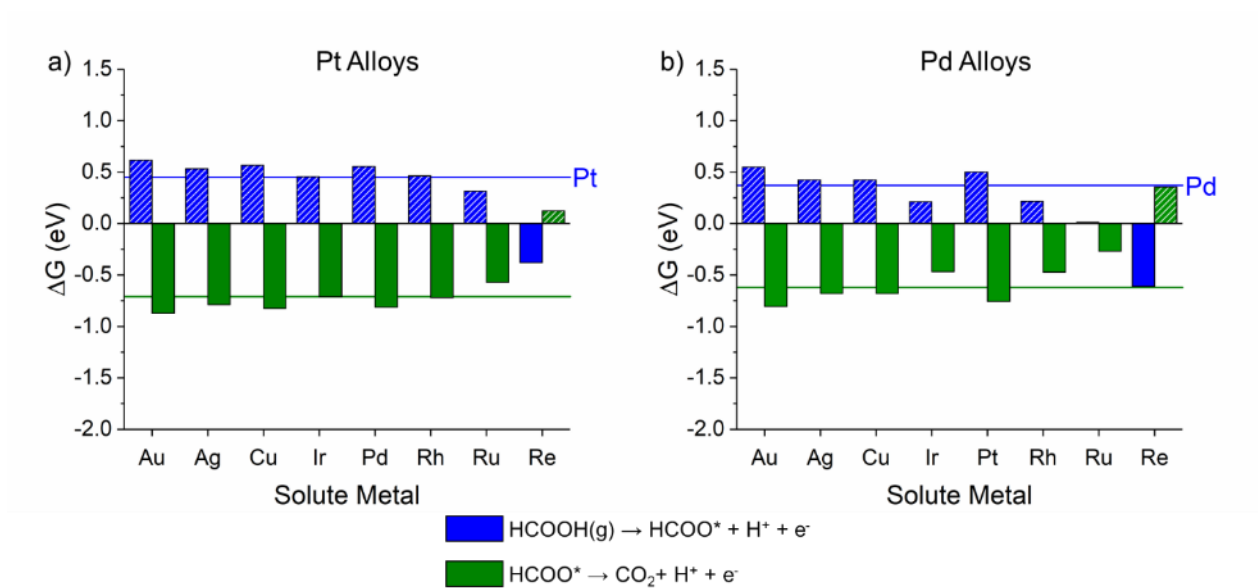 a)
Pt Alloys
1.5
1.0
0.5
0.0
-0.5
-1.0
-1.5
-2.0
ΔG (eV)
Pt
Au Ag Cu Ir Pd Rh Ru Re
Solute Metal
b)
Pd Alloys
1.5
1.0
0.5
0.0
-0.5
-1.0
-1.5
-2.0
ΔG (eV)
Pd
Au Ag Cu Ir Pt Rh Ru Re
Solute Metal
HCOOH(g) → HCOO* + H⁺ + e⁻
HCOO* → CO₂+ H⁺ + e⁻